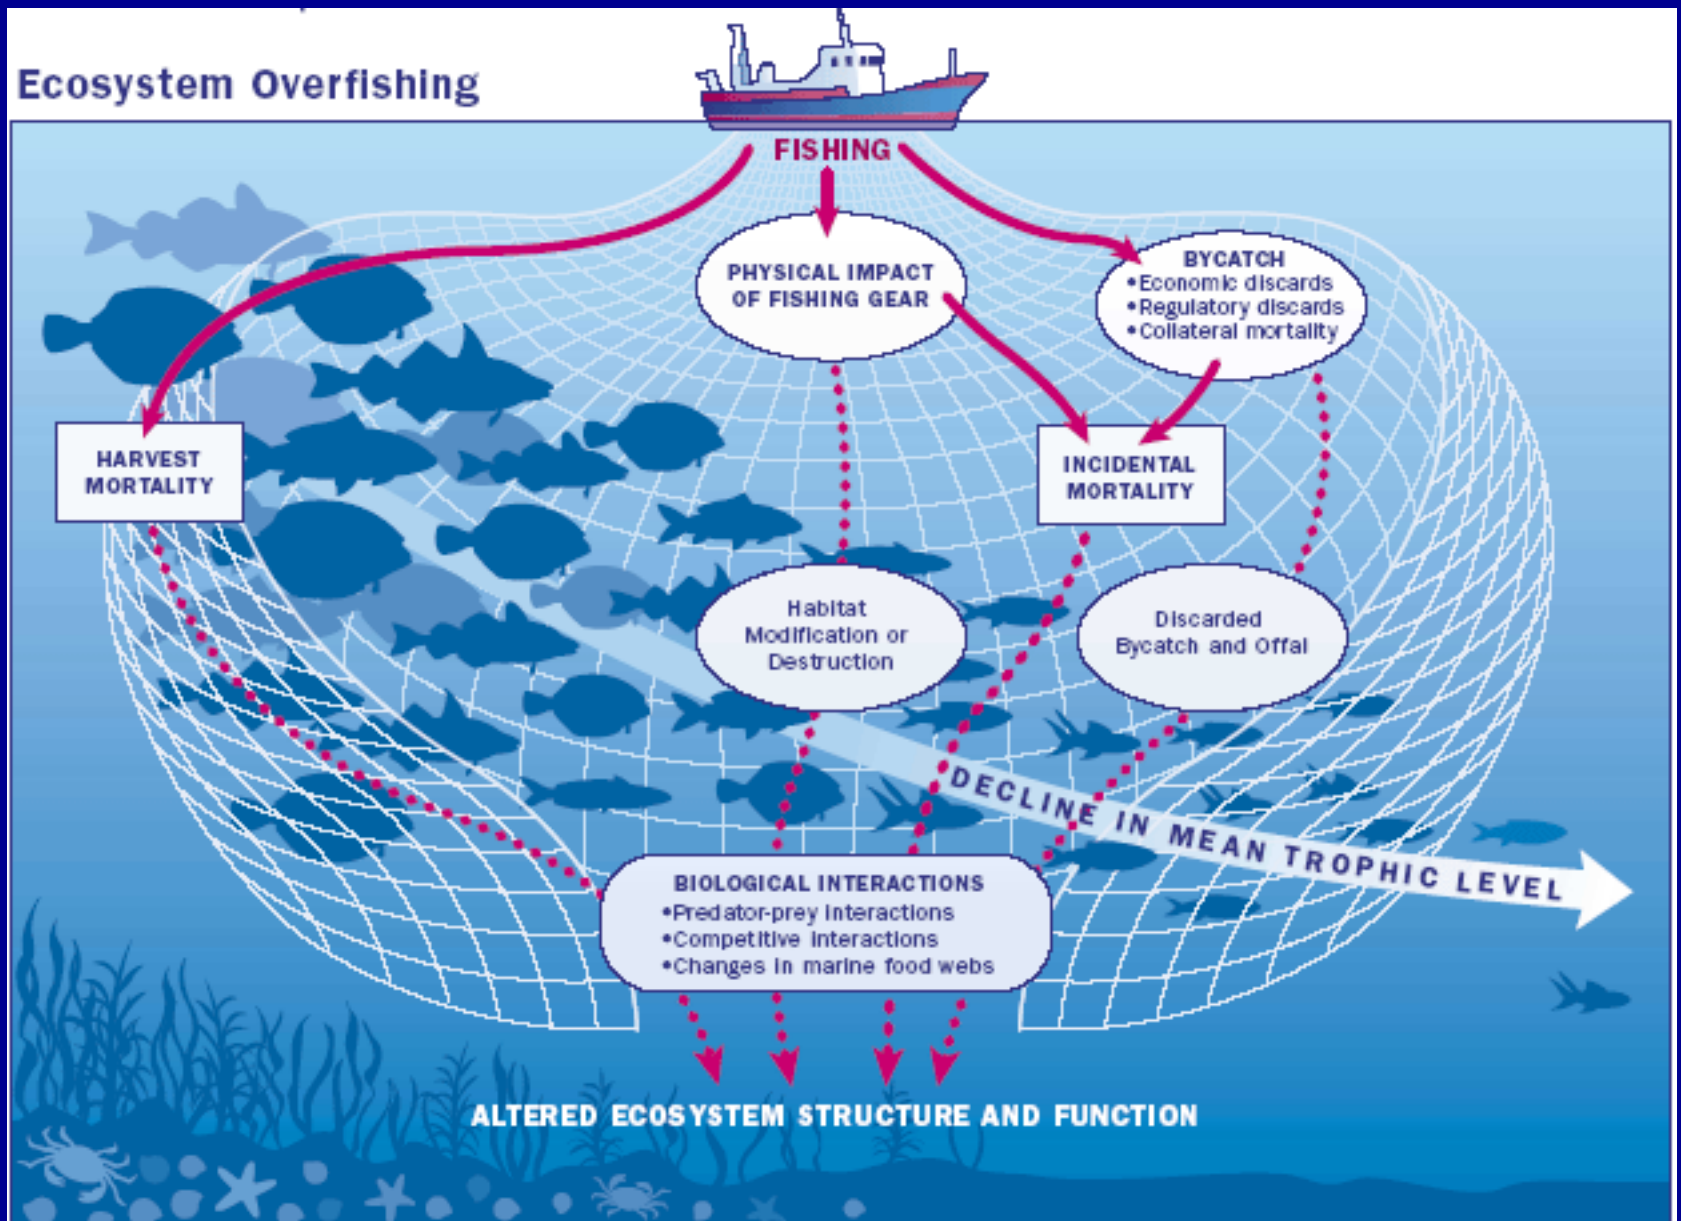 Ecosystem Overfishing
FISHING
PHYSICAL IMPACT
OF FISHING GEAR
BYCATCH
•Economic discards
•Regulatory discards
•Collateral mortality
HARVEST
MORTALITY
INCIDENTAL
MORTALITY
Habitat
Modification or
Destruction
Discarded
Bycatch and Offal
DECLINE IN MEAN TROPHIC LEVEL
BIOLOGICAL INTERACTIONS
•Predator-prey interactions
•Competitive interactions
•Changes in marine food webs
ALTERED ECOSYSTEM STRUCTURE AND FUNCTION